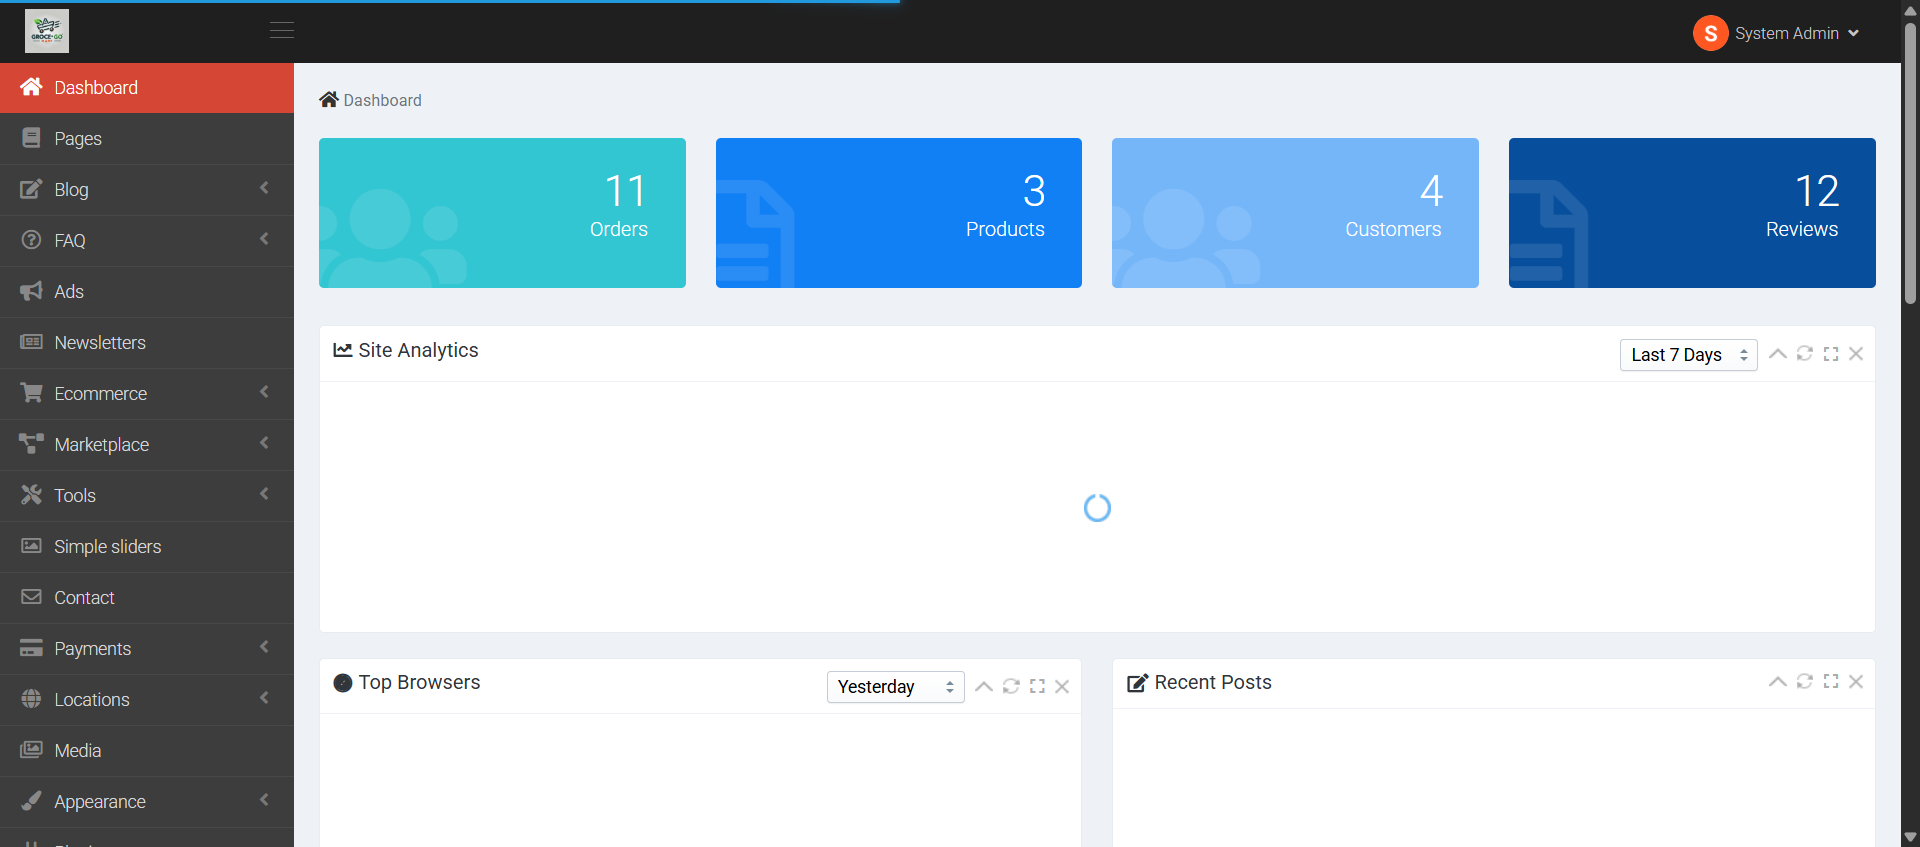 GROCE GO
S System Admin
Dashboard
Pages
Blog
FAQ
Ads
Newsletters
Ecommerce
Marketplace
Tools
Simple sliders
Contact
Payments
Locations
Media
Appearance
Dashboard
11
Orders
3
Products
4
Customers
12
Reviews
Site Analytics
Last 7 Days
Top Browsers
Yesterday
Recent Posts